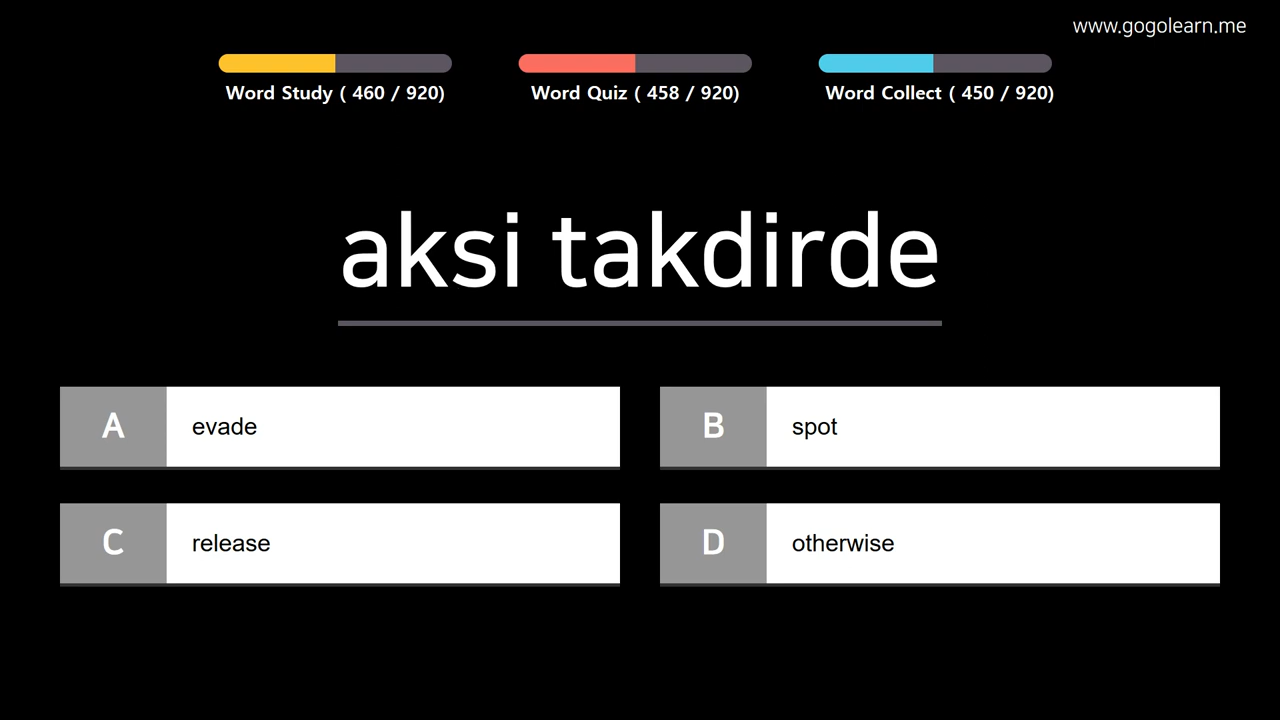 www.gogolearn.me
Word Study ( 460 / 920)
Word Quiz ( 458 / 920)
Word Collect ( 450 / 920)
aksi takdirde
A evade
B spot
C release
D otherwise